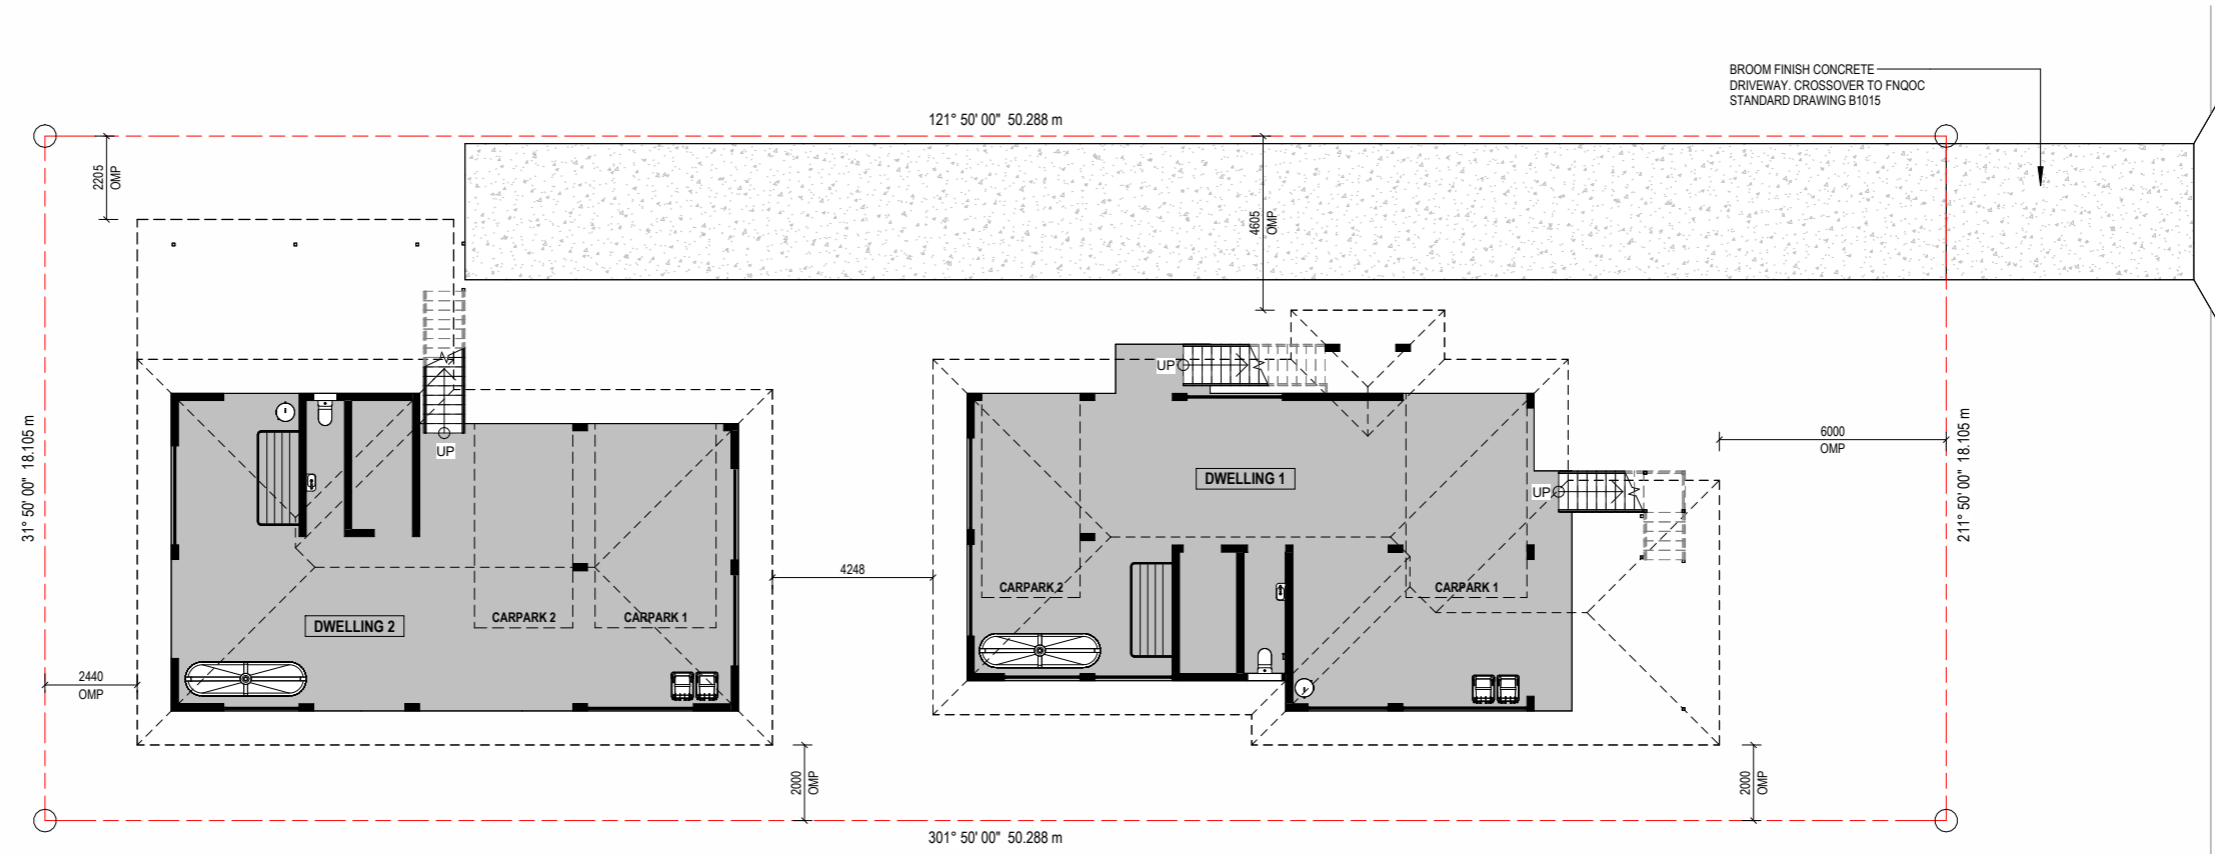 BROOM FINISH CONCRETE
DRIVEWAY. CROSSOVER TO FNQOC
STANDARD DRAWING B1015
121° 50' 00" 50.288 m
2205
OMP
4605
OMP
31° 50' 00" 18.105 m
UP
UP
UP
DWELLING 1
6000
OMP
211° 50' 00" 18.105 m
4248
CARPARK 2
CARPARK 1
CARPARK 2
CARPARK 1
DWELLING 2
2440
OMP
2000
OMP
2000
OMP
301° 50' 00" 50.288 m